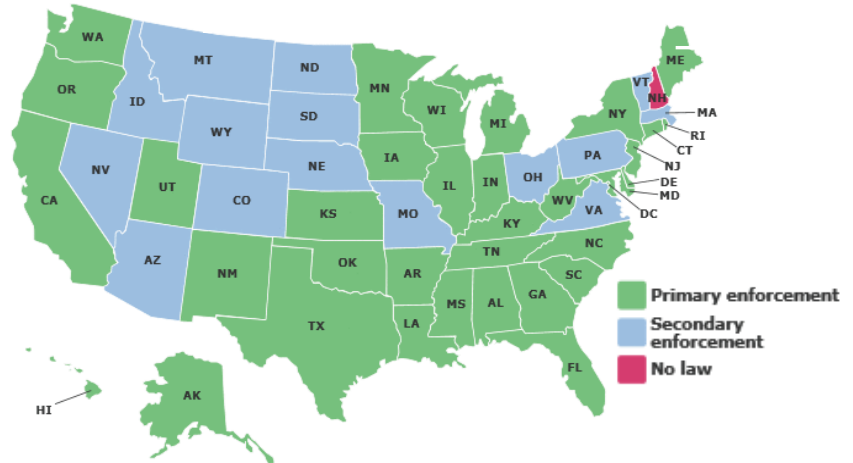 WA
MT
ND
MN
ME
VT
NH
OR
ID
SD
WI
MI
NY
MA
WY
RI
CT
IA
NE
PA
NJ
NV
OH
UT
IL
IN
DE
CA
CO
WV
MD
KS
MO
VA
DC
KY
AZ
NC
NM
OK
TN
AR
SC
MS
AL
GA
TX
LA
FL
AK
HI
Primary enforcement
Secondary
enforcement
No law